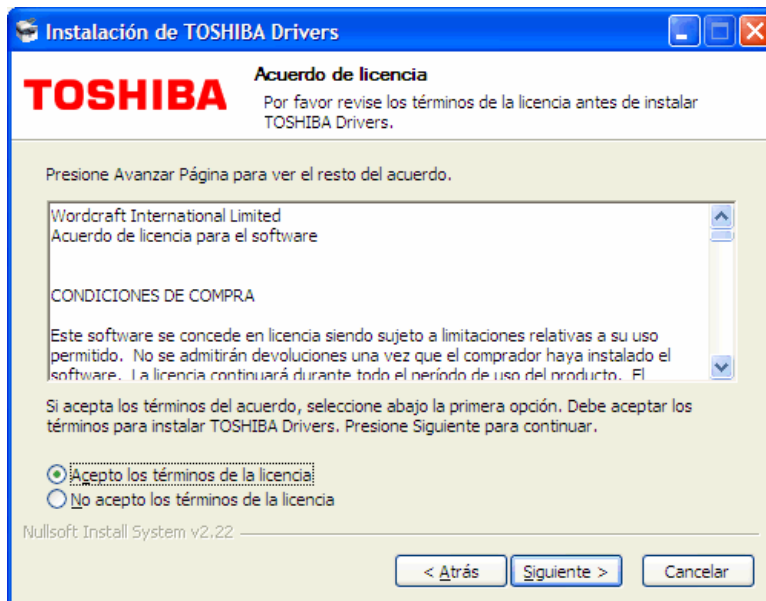 Instalación de TOSHIBA Drivers
TOSHIBA
Acuerdo de licencia
Por favor revise los términos de la licencia antes de instalar
TOSHIBA Drivers.
Presione Avanzar Página para ver el resto del acuerdo.
Wordcraft International Limited
Acuerdo de licencia para el software
CONDICIONES DE COMPRA
Este software se concede en licencia siendo sujeto a limitaciones relativas a su uso
permitido.  No se admitirán devoluciones una vez que el comprador haya instalado el
software.  La licencia continuará durante todo el período de uso del producto.  El
Si acepta los términos del acuerdo, seleccione abajo la primera opción. Debe aceptar los
términos para instalar TOSHIBA Drivers. Presione Siguiente para continuar.
Acepto los términos de la licencia
No acepto los términos de la licencia
Nullsoft Install System v2.22
< Atrás
Siguiente >
Cancelar